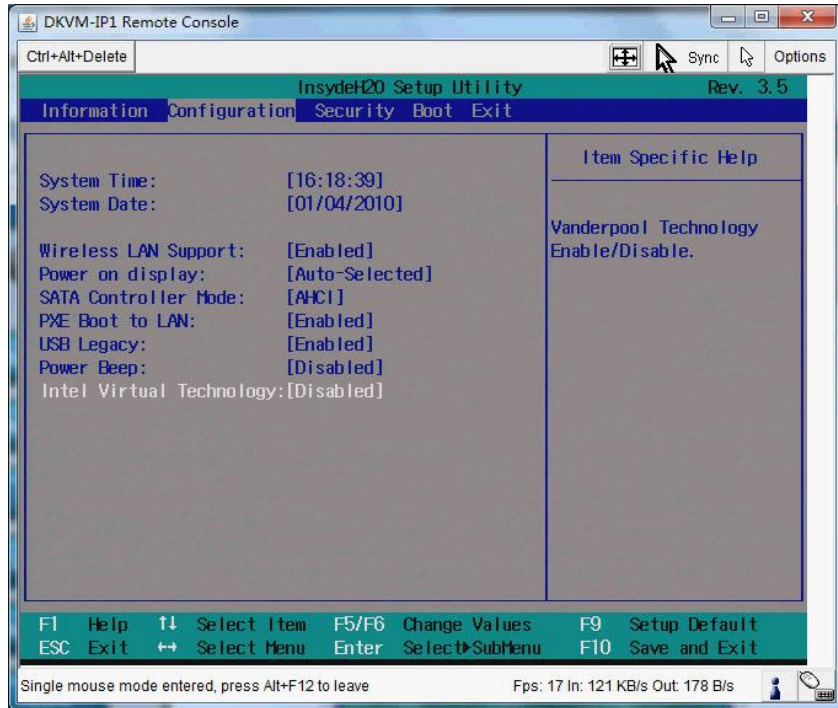 DKVM-IP1 Remote Console
Ctrl+Alt+Delete Sync Options
InsydeH20 Setup Utility Rev. 3.5
Information Configuration Security Boot Exit
Item Specific Help
System Time: [16:18:39]
System Date: [01/04/2010]
Vanderpool Technology
Wireless LAN Support: [Enabled] Enable/Disable.
Power on display: [Auto-Selected]
SATA Controller Mode: [AHCI]
PXE Boot to LAN: [Enabled]
USB Legacy: [Enabled]
Power Beep: [Disabled]
Intel Virtual Technology:[Disabled]
F1 Help ↑↓ Select Item F5/F6 Change Values F9 Setup Default
ESC Exit ↔ Select Menu Enter Select▶SubMenu F10 Save and Exit
Single mouse mode entered, press Alt+F12 to leave Fps: 17 In: 121 KB/s Out: 178 B/s